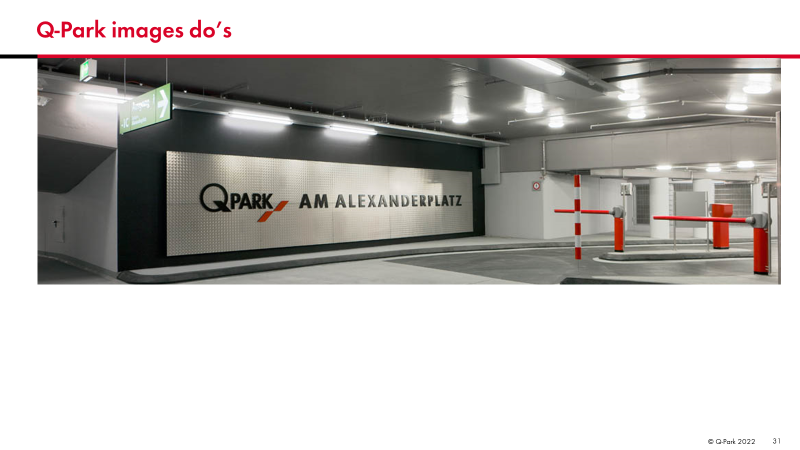 Q-Park images do's
QPARK AM ALEXANDERPLATZ
© Q-Park 2022 31